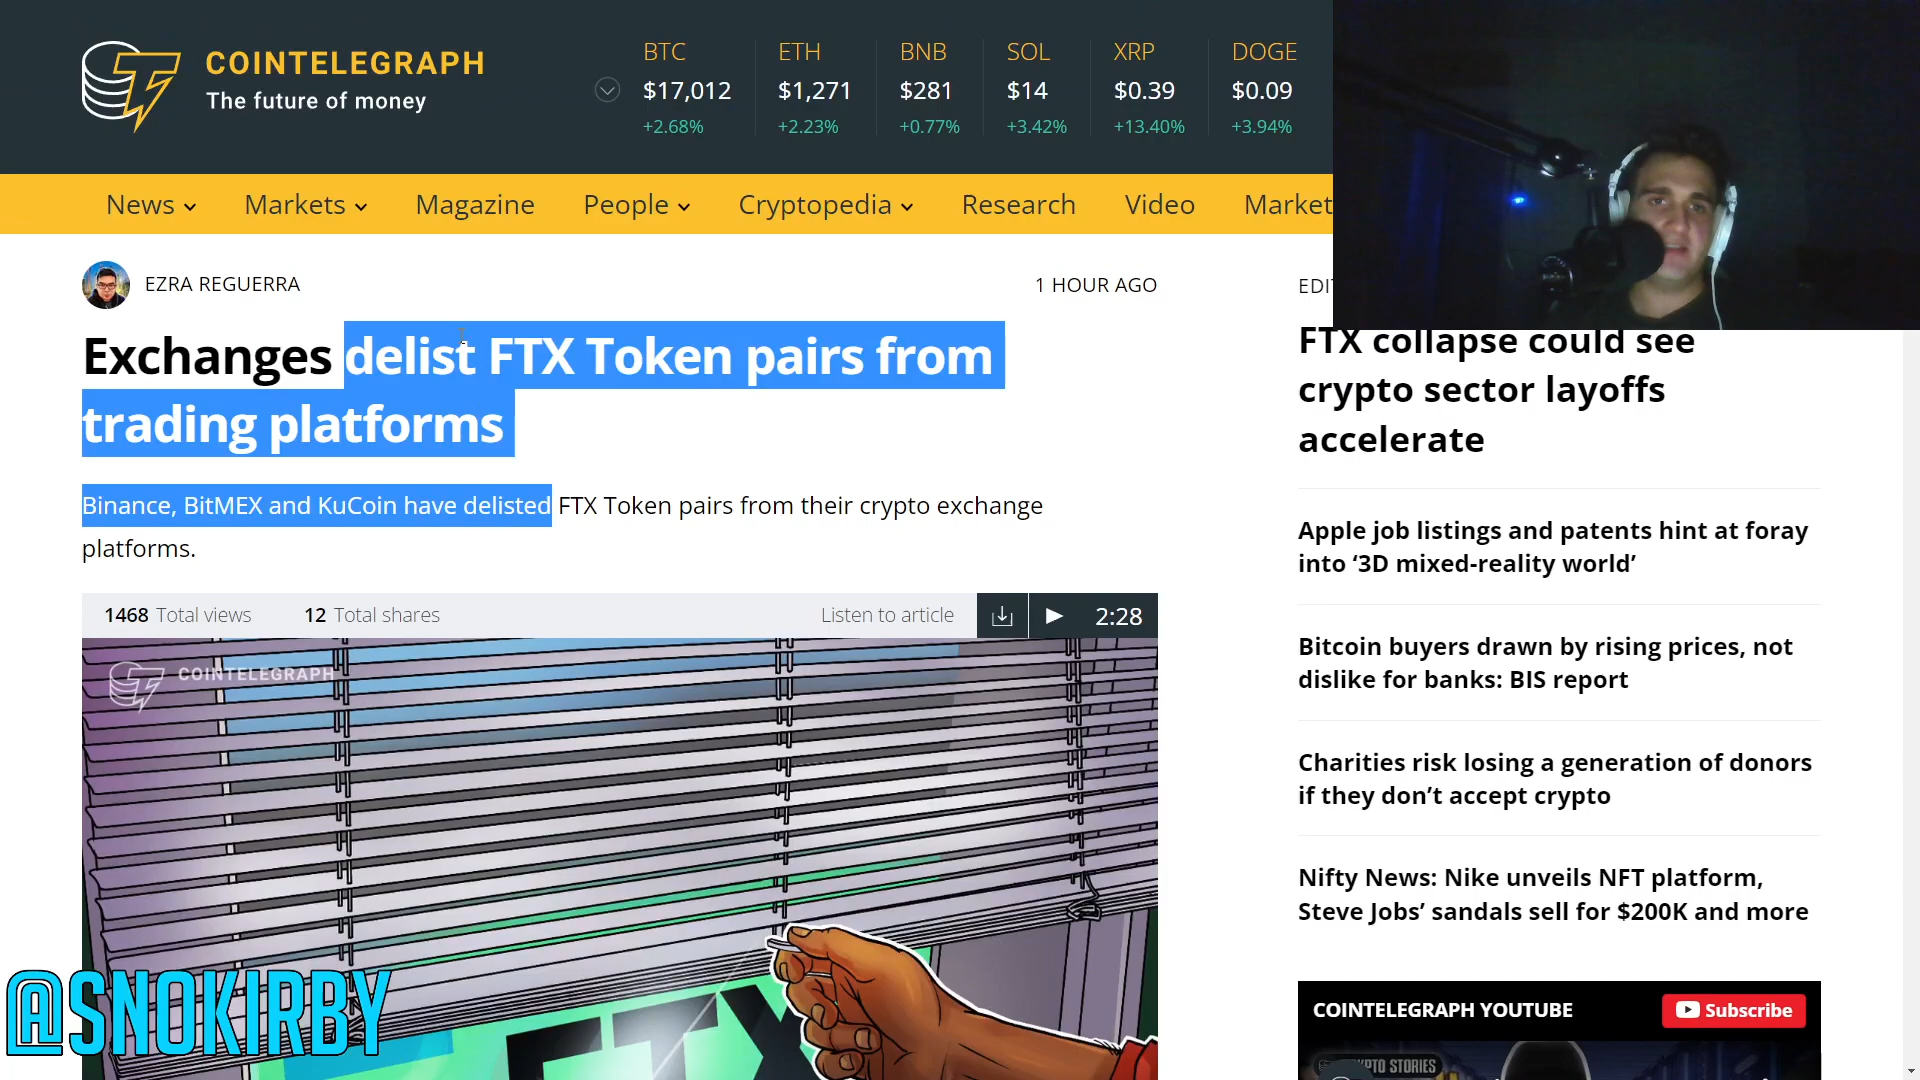 COINTELEGRAPH
The future of money
BTC
$17,012
+2.68%
ETH
$1,271
+2.23%
BNB
$281
+0.77%
SOL
$14
+3.42%
XRP
$0.39
+13.40%
DOGE
$0.09
+3.94%
News Markets Magazine People Cryptopedia Research Video Market
EZRA REGUERRA
1 HOUR AGO
Exchanges delist FTX Token pairs from
trading platforms
Binance, BitMEX and KuCoin have delisted FTX Token pairs from their crypto exchange
platforms.
1468 Total views 12 Total shares Listen to article 2:28
COINTELEGRAPH
FTX
@SNOKIRBY
FTX collapse could see
crypto sector layoffs
accelerate
Apple job listings and patents hint at foray
into ‘3D mixed-reality world’
Bitcoin buyers drawn by rising prices, not
dislike for banks: BIS report
Charities risk losing a generation of donors
if they don’t accept crypto
Nifty News: Nike unveils NFT platform,
Steve Jobs’ sandals sell for $200K and more
COINTELEGRAPH YOUTUBE
Subscribe